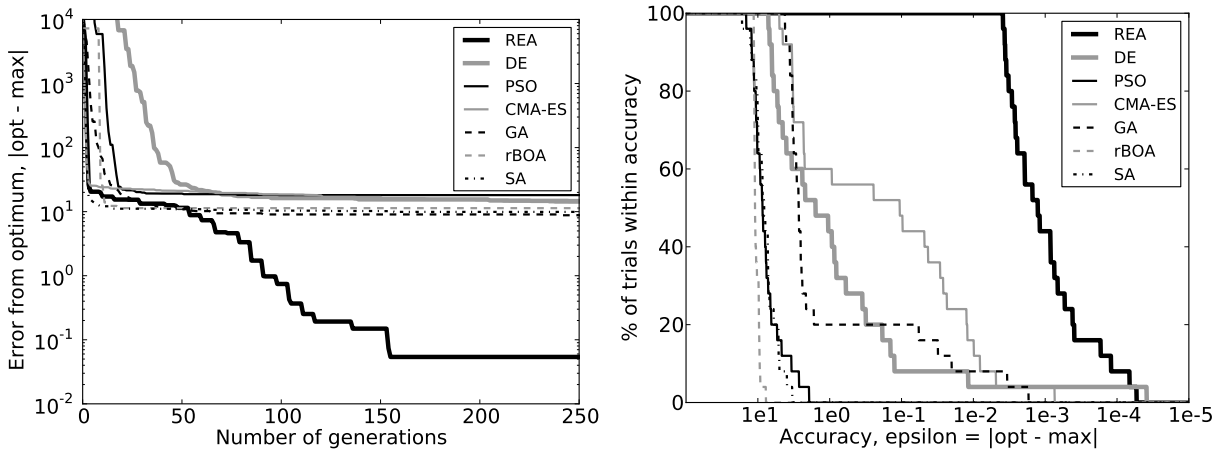 Error from optimum, |opt - max|
10^4
10^3
10^2
10^1
10^0
10^-1
10^-2
0 50 100 150 200 250
Number of generations
REA
DE
PSO
CMA-ES
GA
rBOA
SA
% of trials within accuracy
100
80
60
40
20
0
1e1 1e0 1e-1 1e-2 1e-3 1e-4 1e-5
Accuracy, epsilon = |opt - max|
REA
DE
PSO
CMA-ES
GA
rBOA
SA